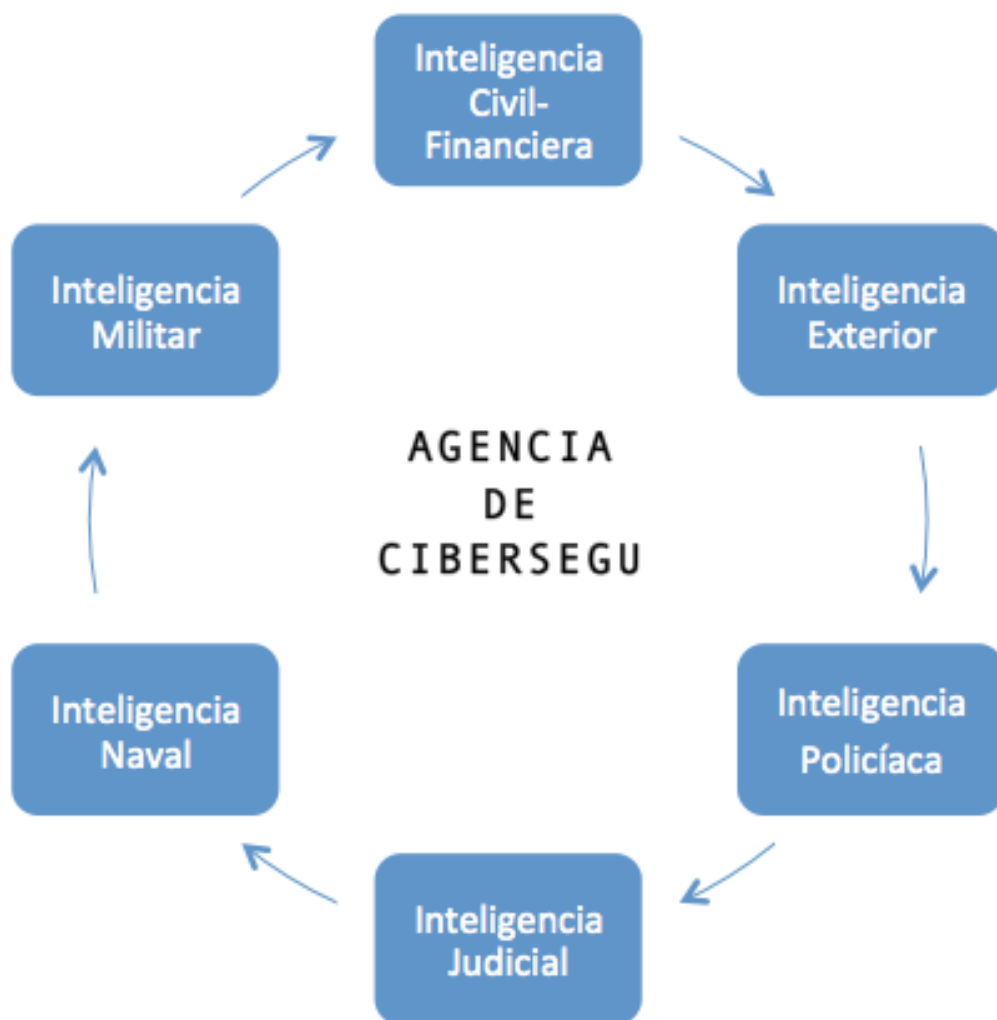 Inteligencia
Civil-
Financiera
Inteligencia
Exterior
Inteligencia
Policíaca
Inteligencia
Judicial
Inteligencia
Naval
Inteligencia
Militar
AGENCIA
DE
CIBERSEGU